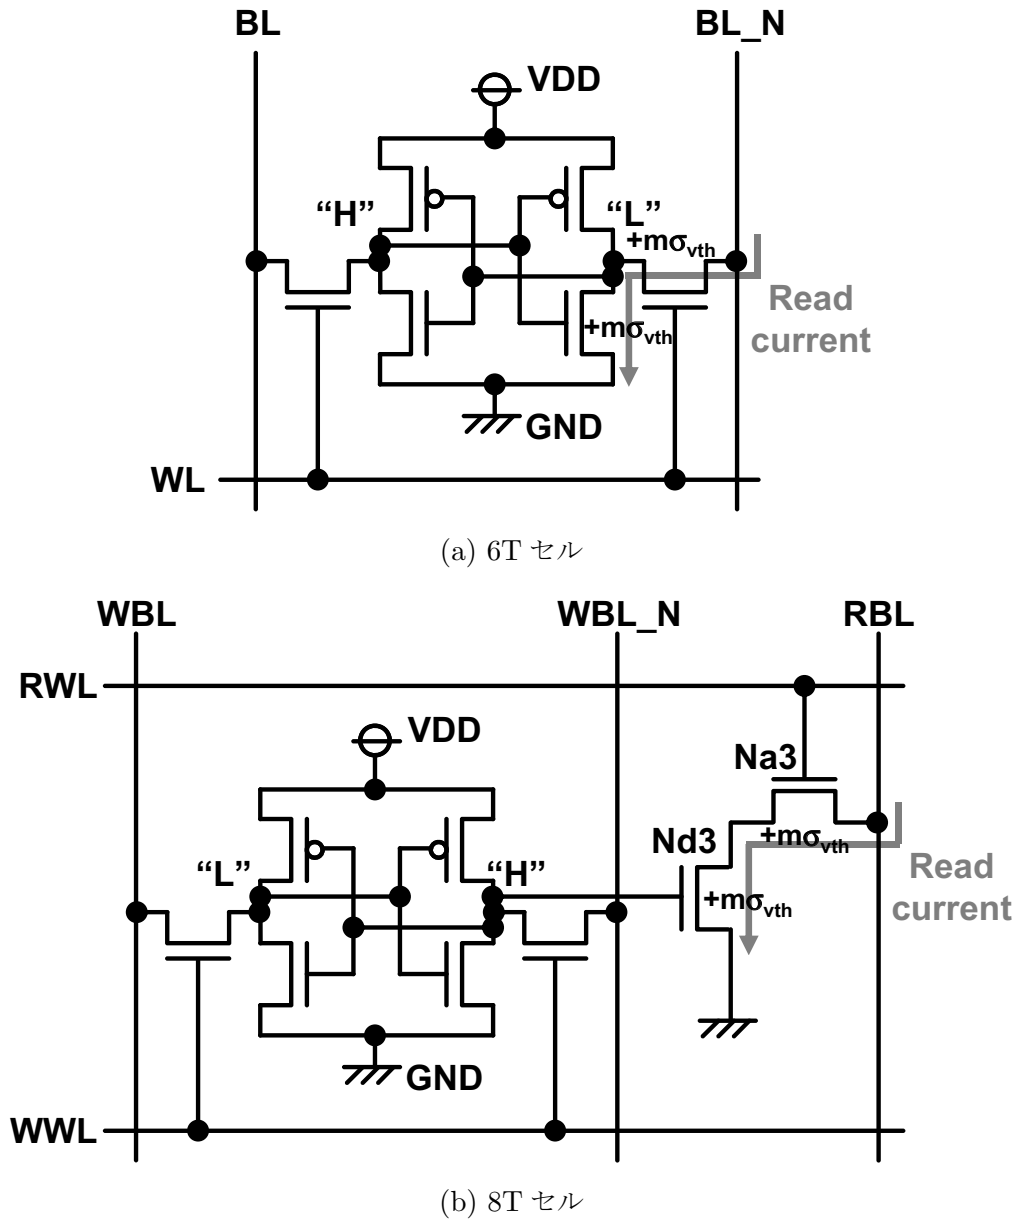 BL
BL_N
VDD
“H”
“L”
+mσvth
Read
current
+mσvth
GND
WL
(a) 6T セル
WBL
WBL_N
RBL
RWL
VDD
Na3
Nd3
+mσvth
“L”
“H”
Read
current
+mσvth
GND
WWL
(b) 8T セル